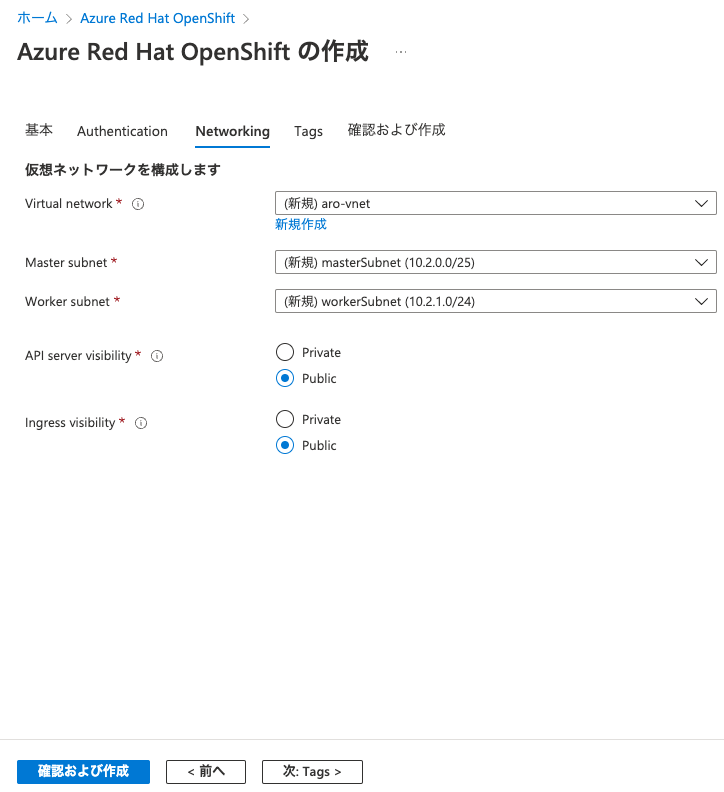 ホーム > Azure Red Hat OpenShift >
Azure Red Hat OpenShift の作成 ...
基本 Authentication Networking Tags 確認および作成
仮想ネットワークを構成します
Virtual network * (新規) aro-vnet
新規作成
Master subnet * (新規) masterSubnet (10.2.0.0/25)
Worker subnet * (新規) workerSubnet (10.2.1.0/24)
API server visibility * Private
Public
Ingress visibility * Private
Public
確認および作成 < 前へ 次: Tags >